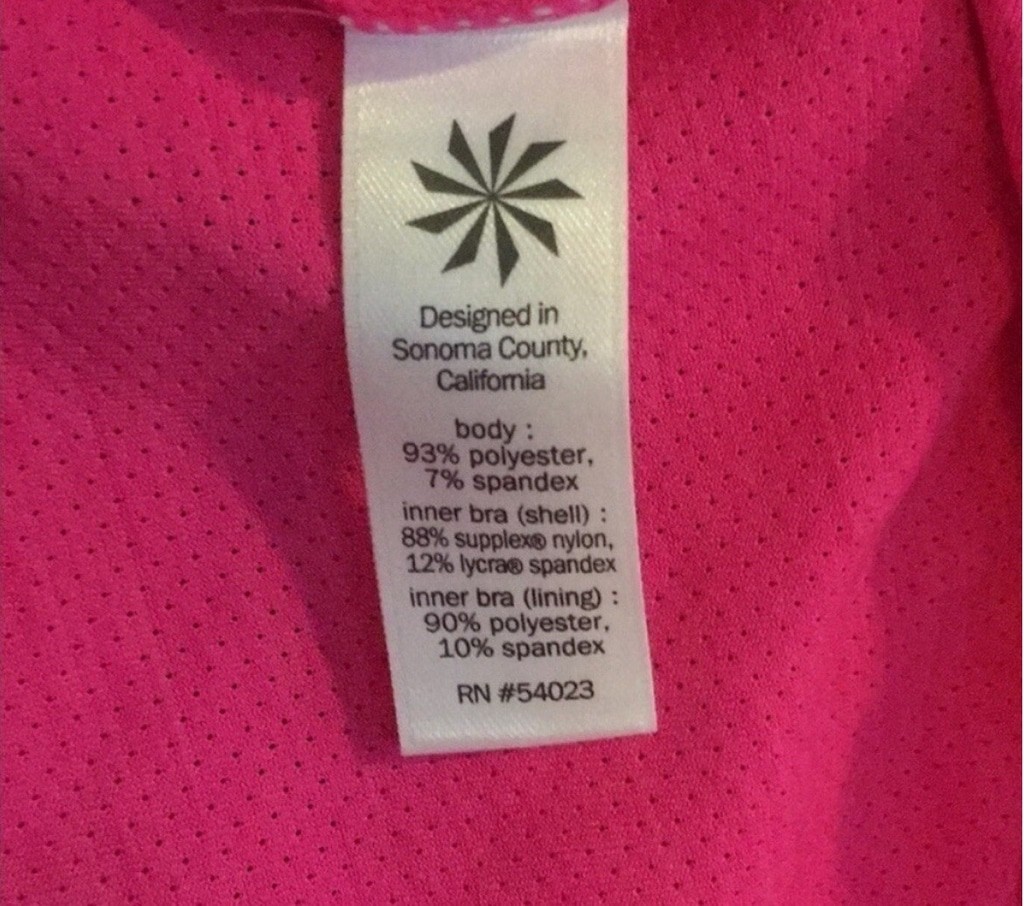 Designed in
Sonoma County,
California
body :
93% polyester,
7% spandex
inner bra (shell) :
88% supplex® nylon,
12% lycra® spandex
inner bra (lining) :
90% polyester,
10% spandex
RN #54023